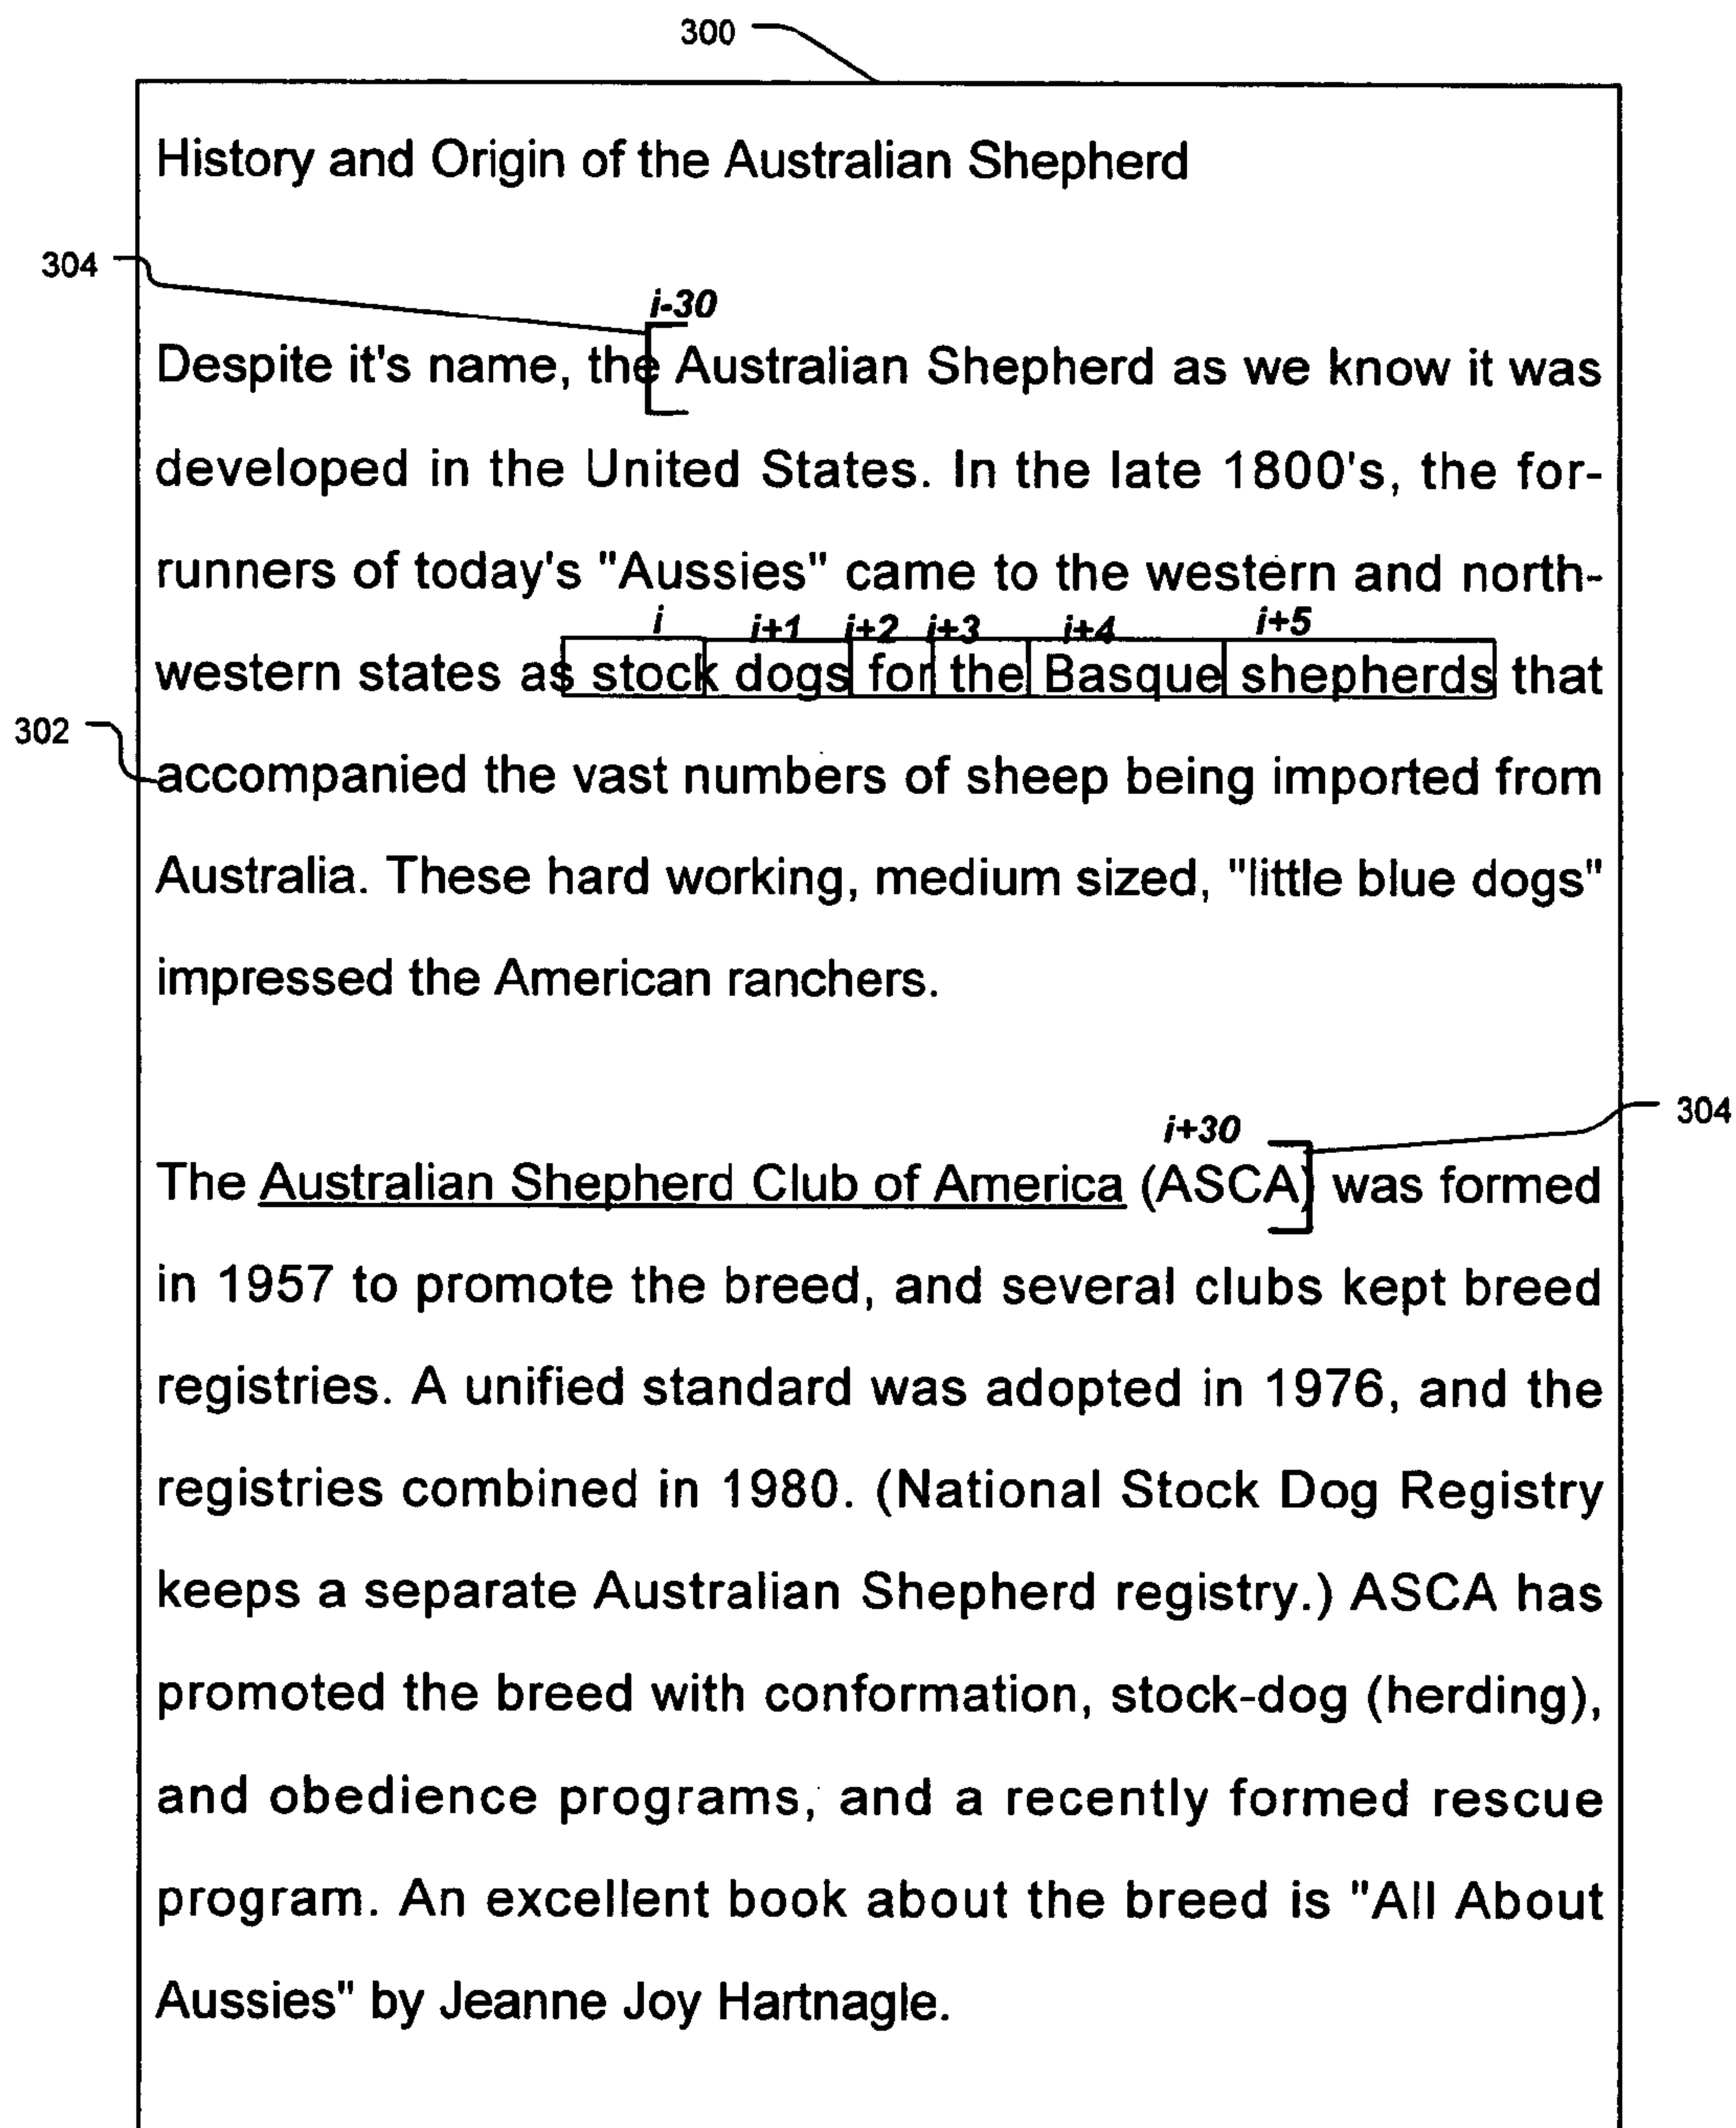 300
History and Origin of the Australian Shepherd
304
i-30
Despite it's name, the Australian Shepherd as we know it was
developed in the United States. In the late 1800's, the for-
runners of today's "Aussies" came to the western and north-
i i+1 i+2 i+3 i+4 i+5
western states as stock dogs for the Basque shepherds that
302
accompanied the vast numbers of sheep being imported from
Australia. These hard working, medium sized, "little blue dogs"
impressed the American ranchers.
304
i+30
The Australian Shepherd Club of America (ASCA) was formed
in 1957 to promote the breed, and several clubs kept breed
registries. A unified standard was adopted in 1976, and the
registries combined in 1980. (National Stock Dog Registry
keeps a separate Australian Shepherd registry.) ASCA has
promoted the breed with conformation, stock-dog (herding),
and obedience programs, and a recently formed rescue
program. An excellent book about the breed is "All About
Aussies" by Jeanne Joy Hartnagle.